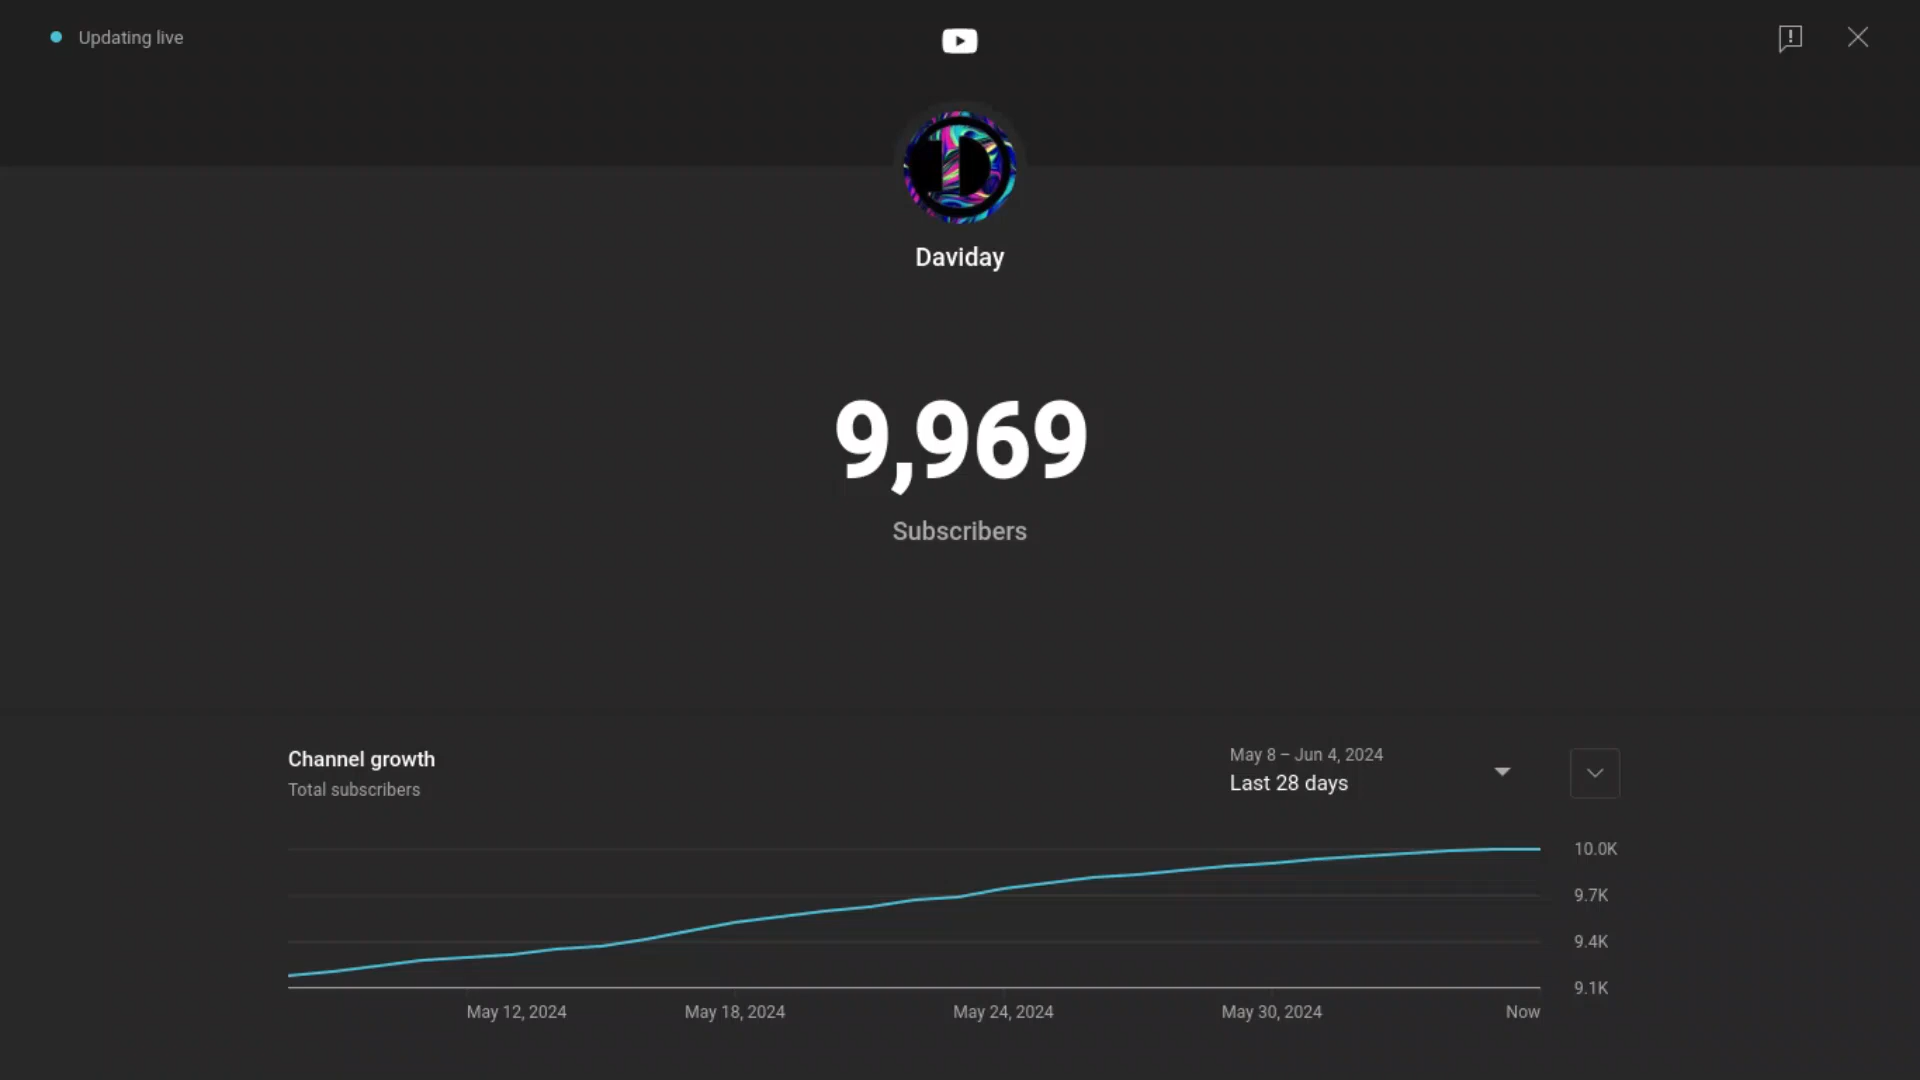 Updating live
Daviday
9,969
Subscribers
Channel growth
Total subscribers
May 8 – Jun 4, 2024
Last 28 days
10.0K
9.7K
9.4K
9.1K
May 12, 2024
May 18, 2024
May 24, 2024
May 30, 2024
Now